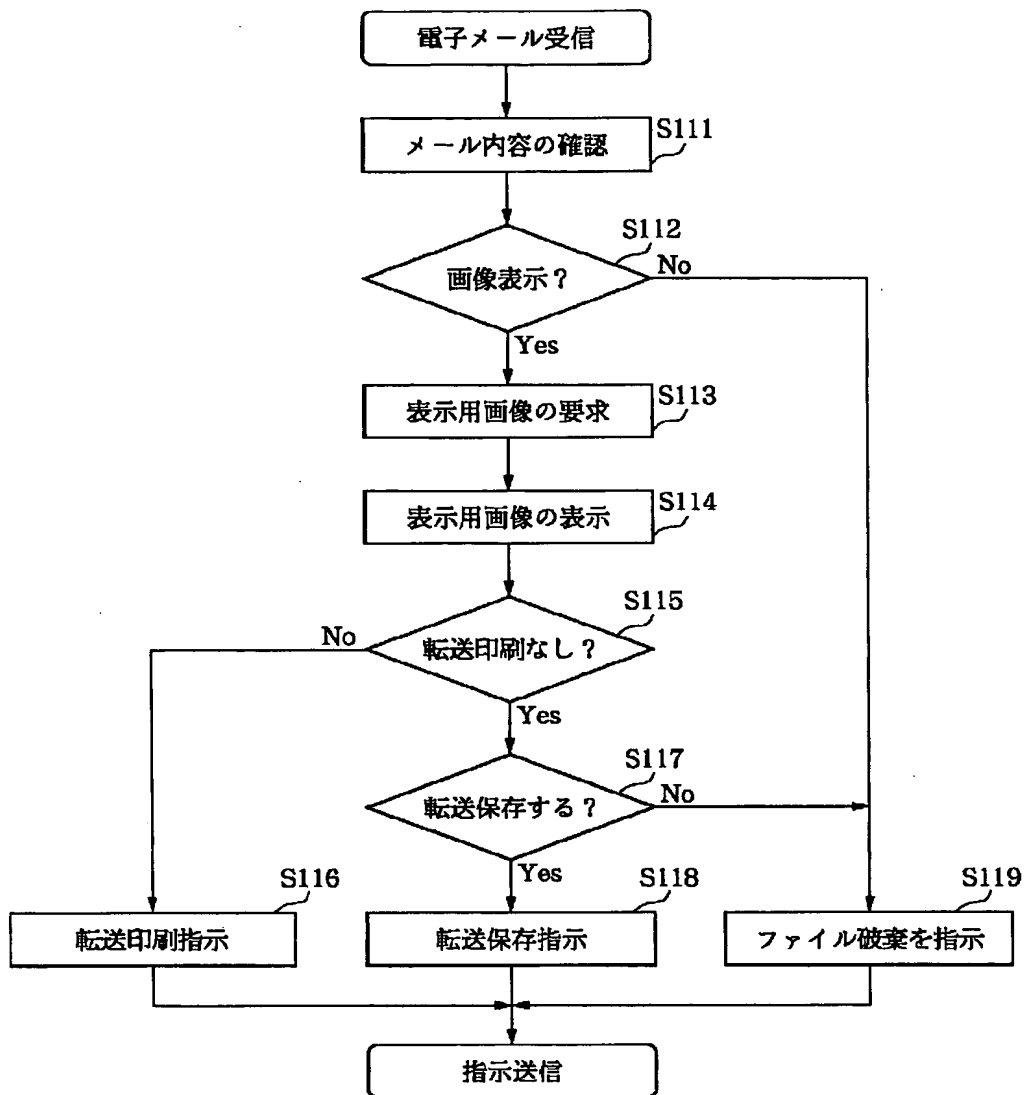 電子メール受信
S111
メール内容の確認
S112
画像表示？
No
Yes
S113
表示用画像の要求
S114
表示用画像の表示
S115
No
転送印刷なし？
Yes
S117
転送保存する？
No
Yes
S116
転送印刷指示
S118
転送保存指示
S119
ファイル破棄を指示
指示送信